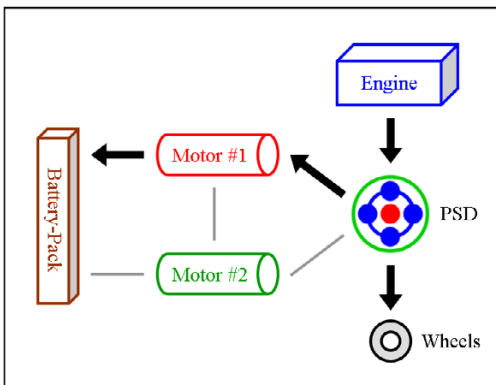 Engine
Motor #1
Battery-Pack
PSD
Motor #2
Wheels